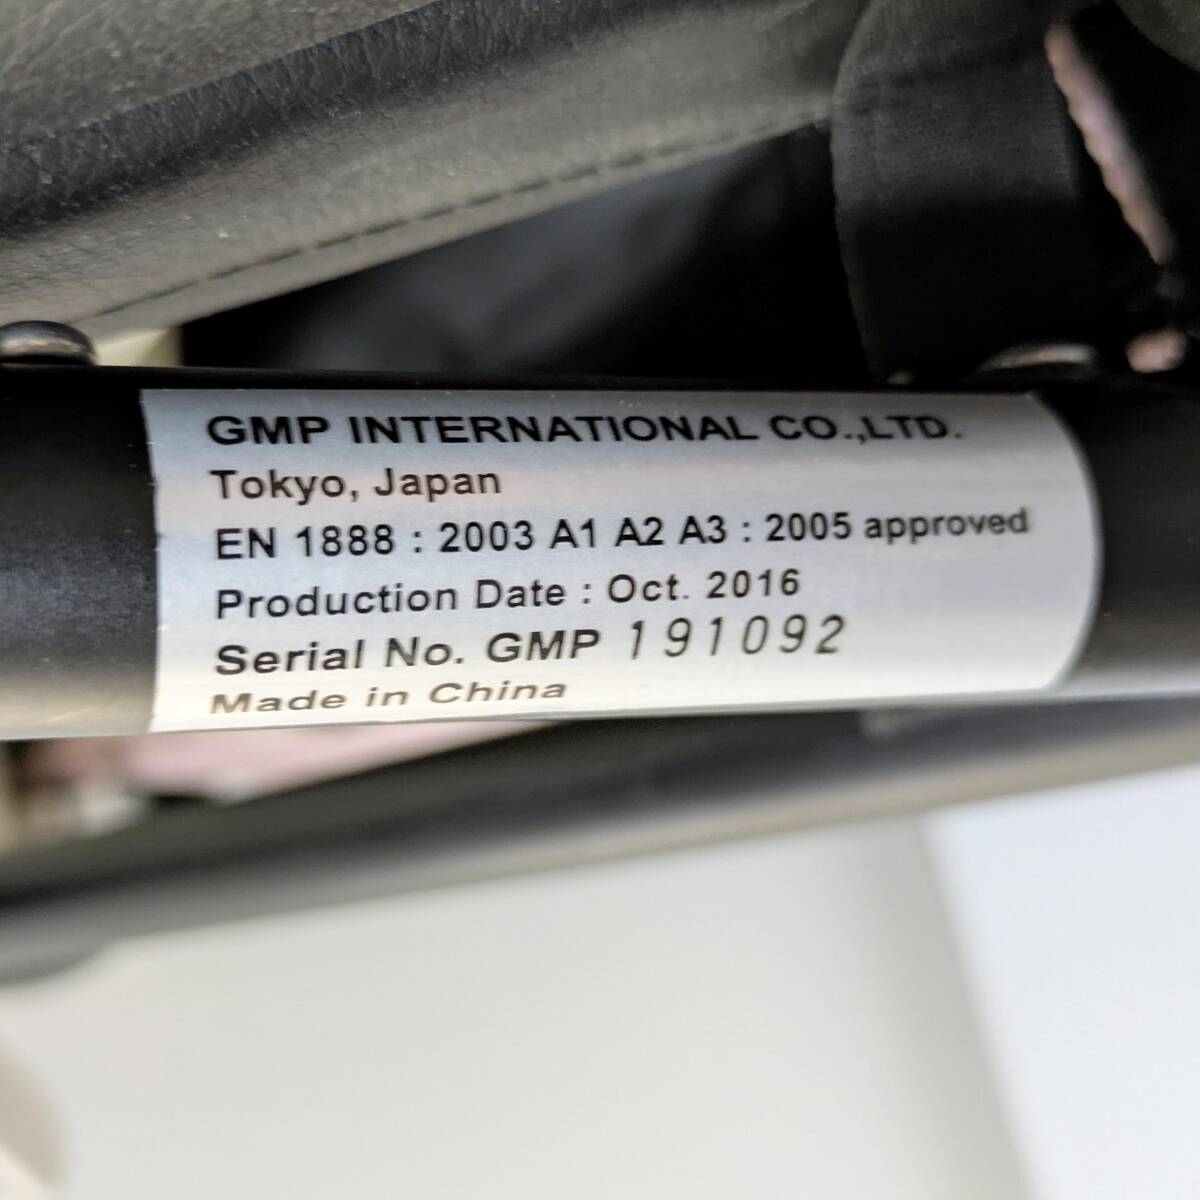 GMP INTERNATIONAL CO.,LTD.
Tokyo, Japan
EN 1888 : 2003 A1 A2 A3 : 2005 approved
Production Date : Oct. 2016
Serial No. GMP 191092
Made in China